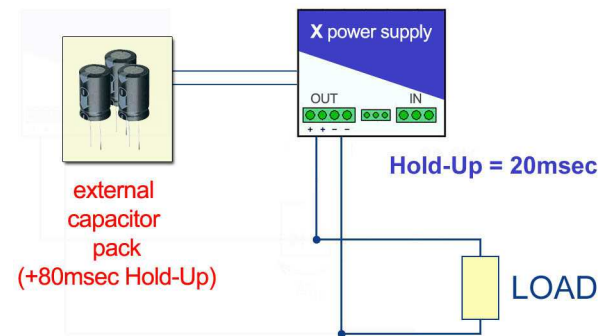 X power supply
OUT
IN
+ + – –
Hold-Up = 20msec
external
capacitor
pack
(+80msec Hold-Up)
LOAD